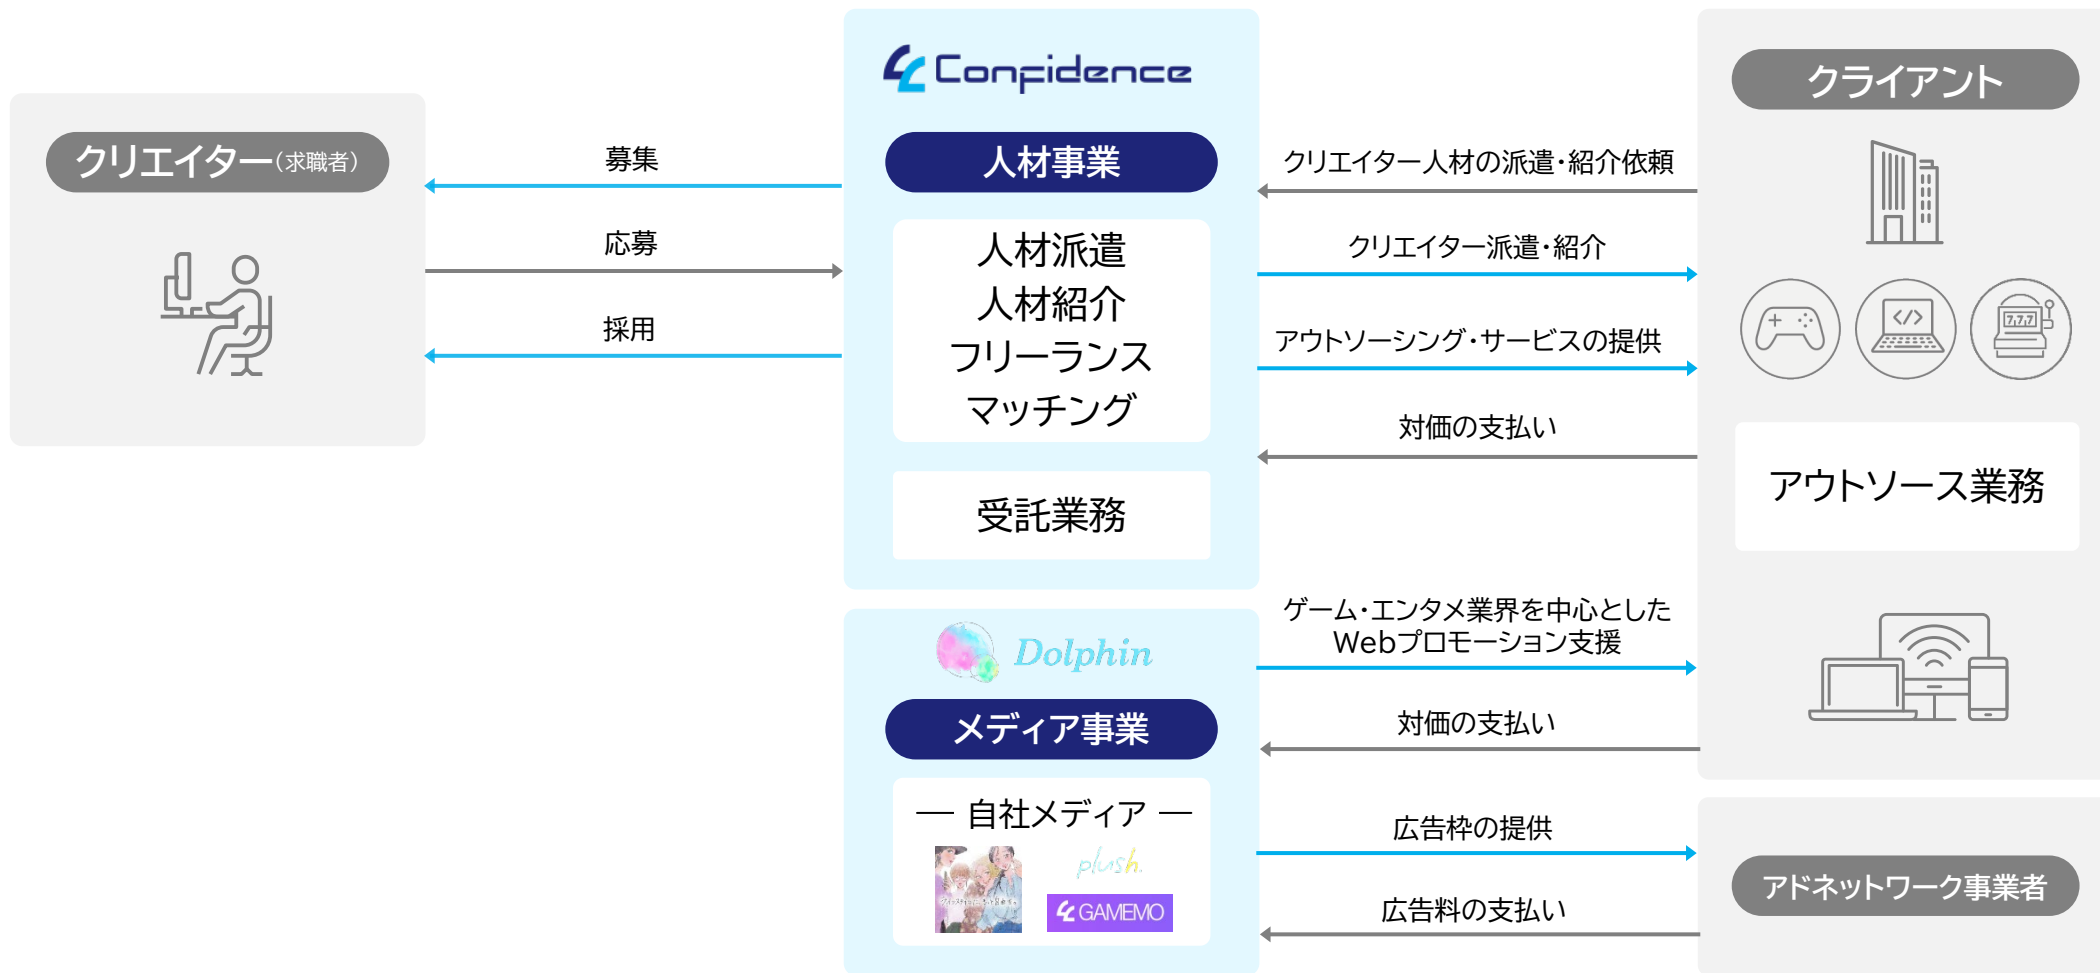 クリエイター(求職者)
募集
応募
採用
Confidence
人材事業
人材派遣
人材紹介
フリーランス
マッチング
受託業務
クリエイター人材の派遣・紹介依頼
クリエイター派遣・紹介
アウトソーシング・サービスの提供
対価の支払い
クライアント
7,7,7
</>
アウトソース業務
Dolphin
メディア事業
― 自社メディア ―
plush.
GAMEMO
ゲーム・エンタメ業界を中心とした
Webプロモーション支援
対価の支払い
広告枠の提供
広告料の支払い
アドネットワーク事業者